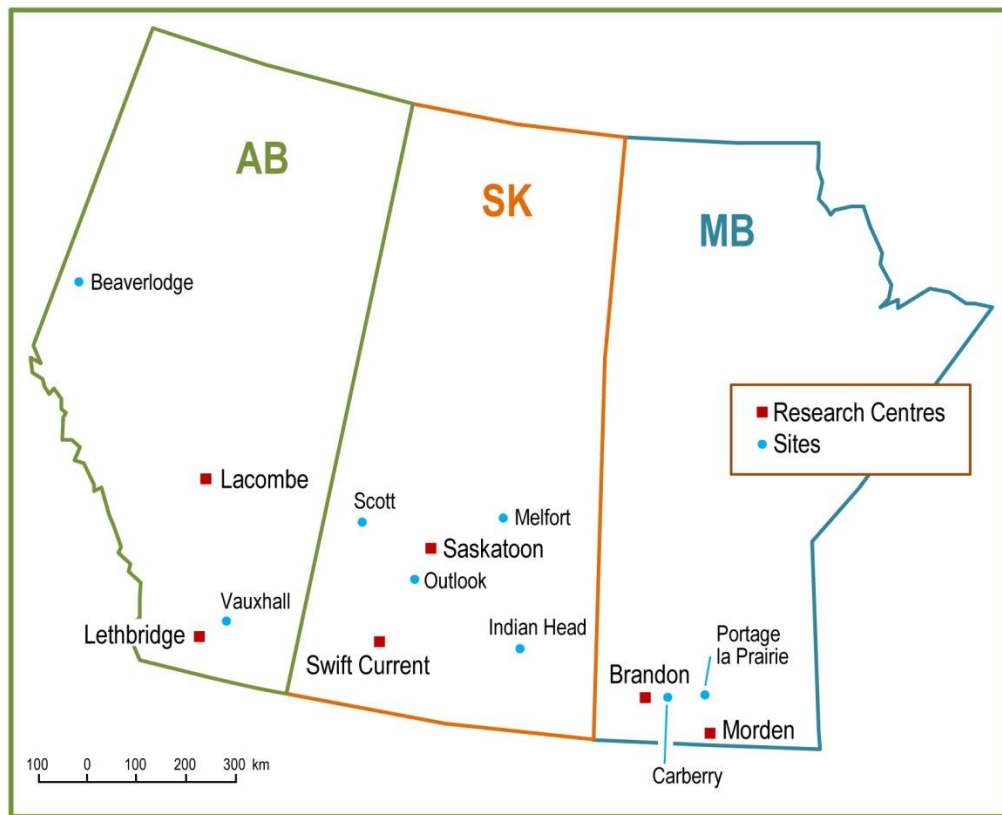 AB
SK
MB
Beaverlodge
Research Centres
Sites
Lacombe
Scott
Melfort
Saskatoon
Outlook
Vauxhall
Lethbridge
Indian Head
Swift Current
Portage
la Prairie
Brandon
Morden
Carberry
100 0 100 200 300 km